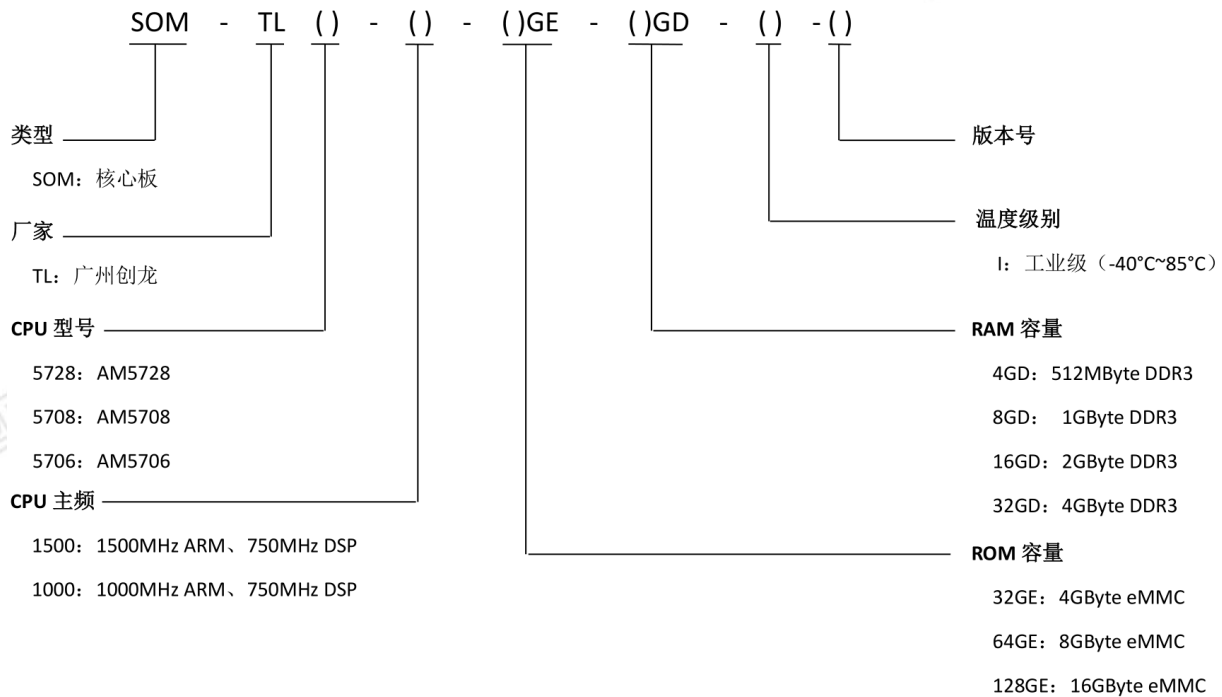 SOM - TL ( ) - ( ) - ( )GE - ( )GD - ( ) - ( )
类型
SOM：核心板
厂家
TL：广州创龙
CPU 型号
5728：AM5728
5708：AM5708
5706：AM5706
CPU 主频
1500：1500MHz ARM、750MHz DSP
1000：1000MHz ARM、750MHz DSP
版本号
温度级别
I：工业级（-40°C~85°C）
RAM 容量
4GD：512MByte DDR3
8GD： 1GByte DDR3
16GD：2GByte DDR3
32GD：4GByte DDR3
ROM 容量
32GE：4GByte eMMC
64GE：8GByte eMMC
128GE：16GByte eMMC